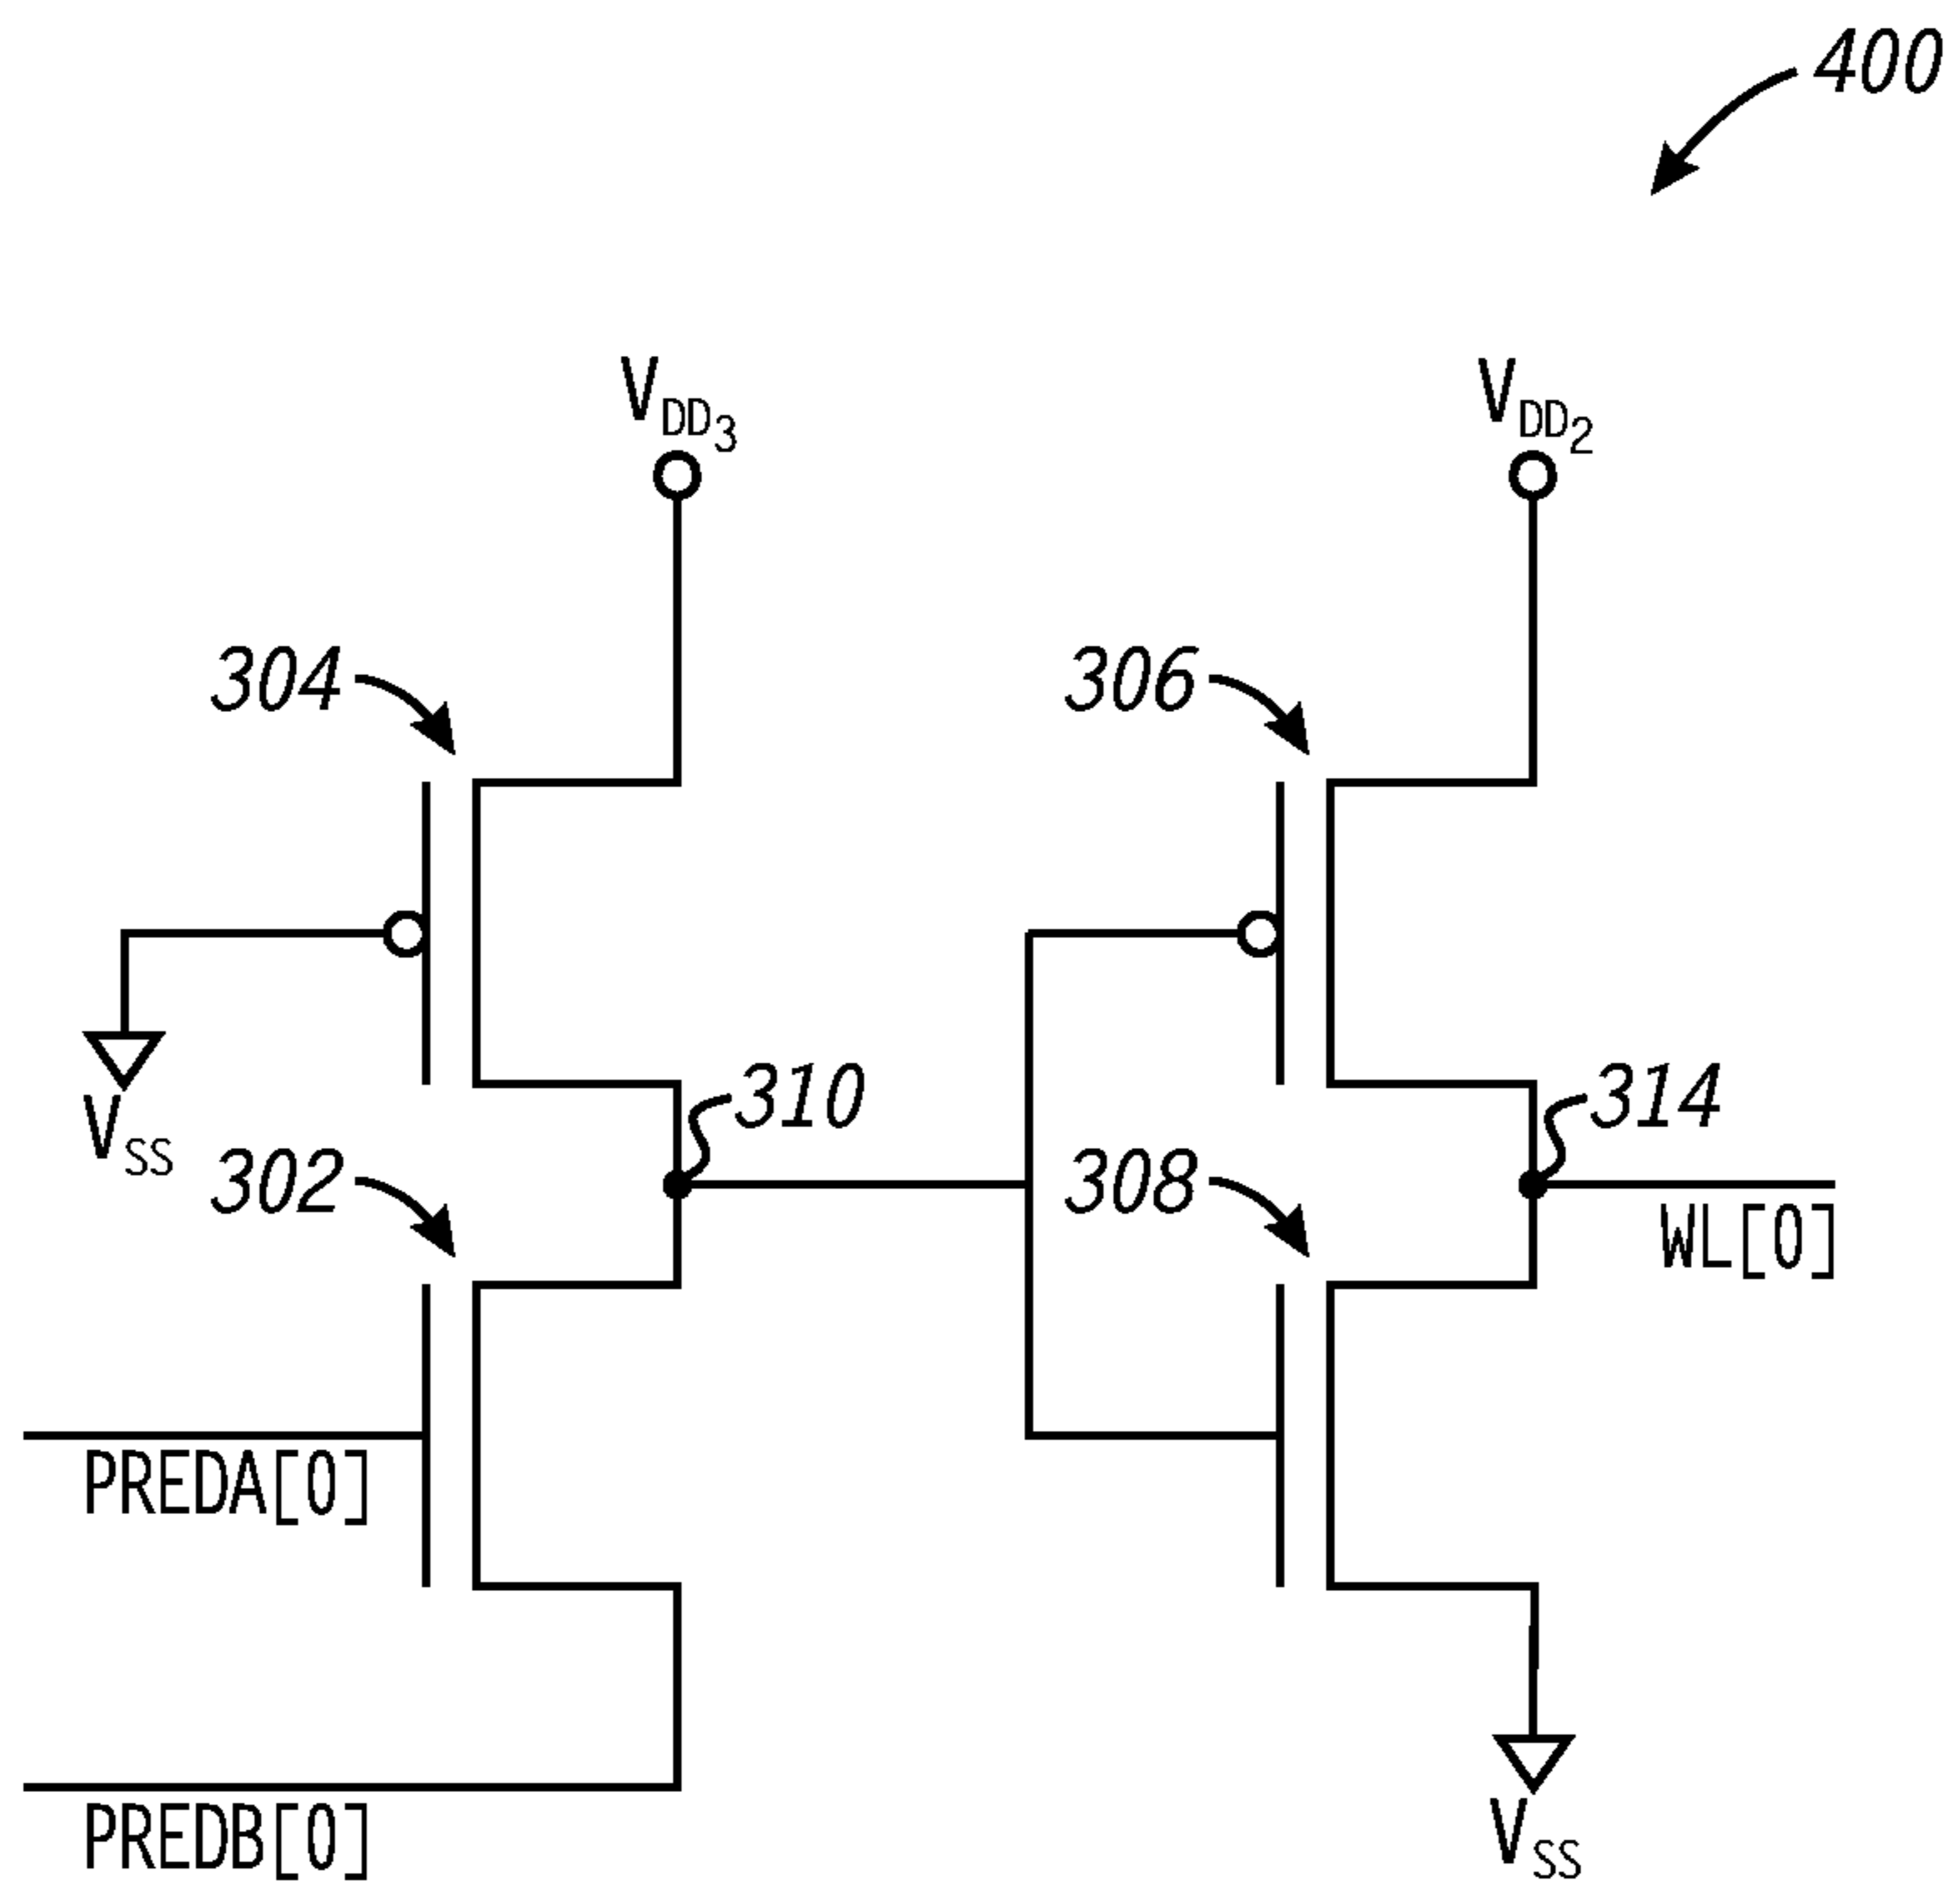 400
VDD3
VDD2
304
306
VSS
310
314
302
308
WL[0]
PREDA[0]
PREDB[0]
VSS